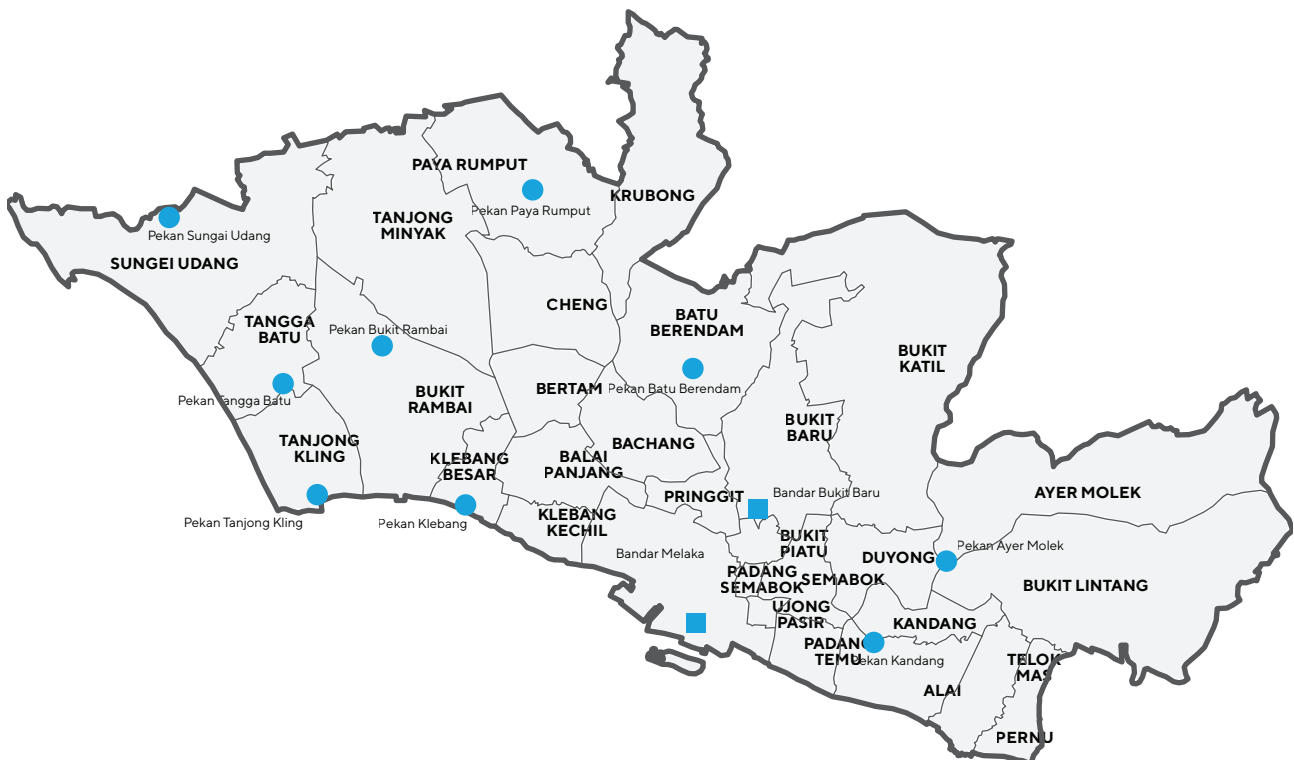 PAYA RUMPUT
KRUBONG
Pekan Paya Rumput
TANJONG
MINYAK
Pekan Sungai Udang
SUNGEI UDANG
CHENG
TANGGA
BATU
Pekan Bukit Rambai
BATU
BERENDAM
BUKIT
KATIL
BERTAM
Pekan Batu Berendam
Pekan Tangga Batu
BUKIT
RAMBAI
BUKIT
BARU
TANJONG
KLING
BACHANG
KLEBANG
BESAR
BALAI
PANJANG
PRINGGIT
Bandar Bukit Baru
AYER MOLEK
Pekan Tanjong Kling
Pekan Klebang
KLEBANG
KECHIL
Bandar Melaka
BUKIT
PIATU
Pekan Ayer Molek
DUYONG
PADANG
SEMABOK
SEMABOK
BUKIT LINTANG
UJONG
PASIR
KANDANG
PADANG
TEMU
Pekan Kandang
TELOK
MAS
ALAI
PERNU